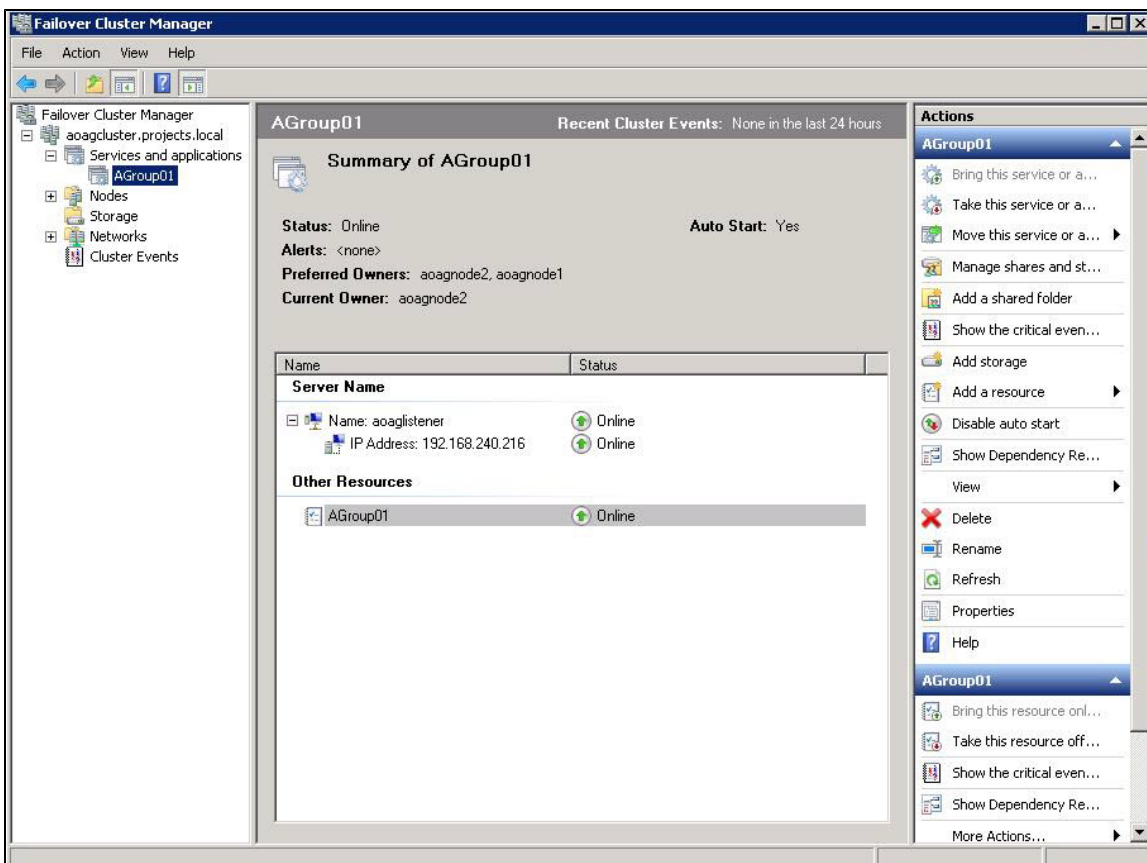 Failover Cluster Manager
File Action View Help
Failover Cluster Manager
aoagcluster.projects.local
Services and applications
AGroup01
Nodes
Storage
Networks
Cluster Events
AGroup01 Recent Cluster Events: None in the last 24 hours
Summary of AGroup01
Status: Online Auto Start: Yes
Alerts: <none>
Preferred Owners: aoagnode2, aoagnode1
Current Owner: aoagnode2
Name Status
Server Name
Name: aoaglistener Online
IP Address: 192.168.240.216 Online
Other Resources
AGroup01 Online
Actions
AGroup01
Bring this service or a...
Take this service or a...
Move this service or a...
Manage shares and st...
Add a shared folder
Show the critical even...
Add storage
Add a resource
Disable auto start
Show Dependency Re...
View
Delete
Rename
Refresh
Properties
Help
AGroup01
Bring this resource onl...
Take this resource off...
Show the critical even...
Show Dependency Re...
More Actions...